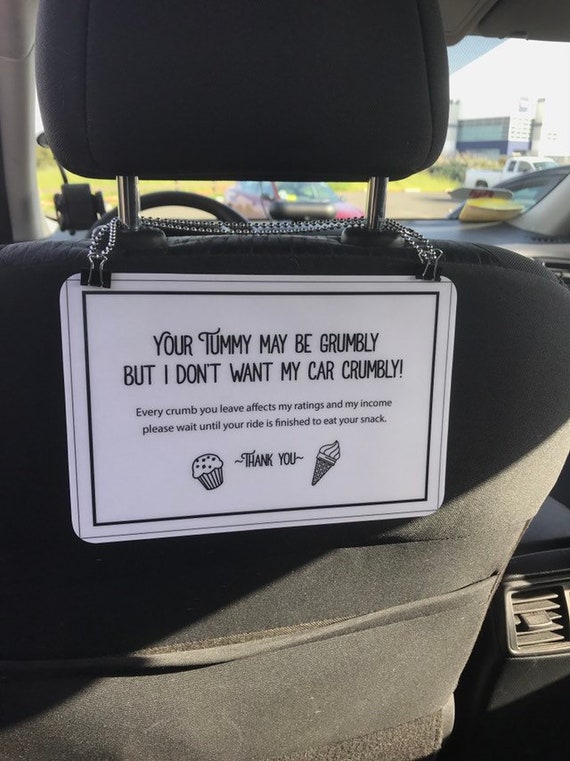 YOUR TUMMY MAY BE GRUMBLY
BUT I DON'T WANT MY CAR CRUMBLY!
Every crumb you leave affects my ratings and my income
please wait until your ride is finished to eat your snack.
~THANK YOU~